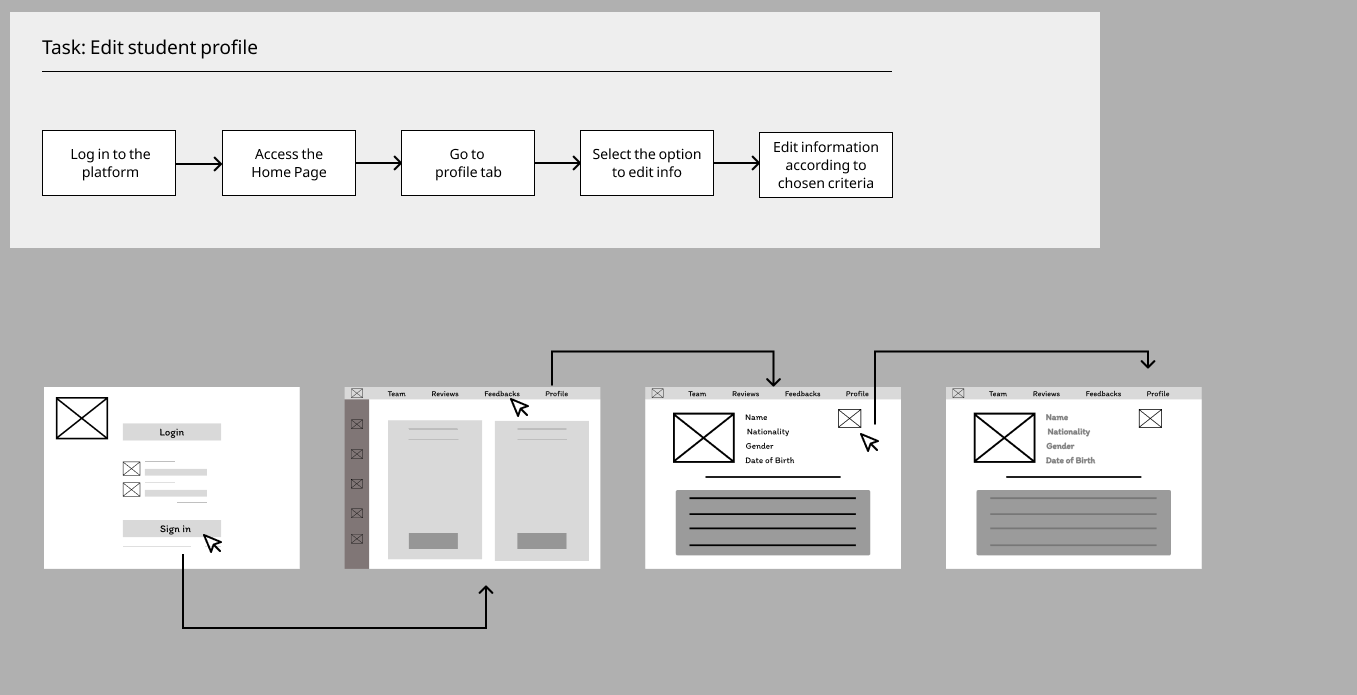 Task: Edit student profile
Log in to the
platform
Access the
Home Page
Go to
profile tab
Select the option
to edit info
Edit information
according to
chosen criteria
Login
Sign in
Team Reviews Feedbacks Profile
Team Reviews Feedbacks Profile
Name
Nationality
Gender
Date of Birth
Team Reviews Feedbacks Profile
Name
Nationality
Gender
Date of Birth